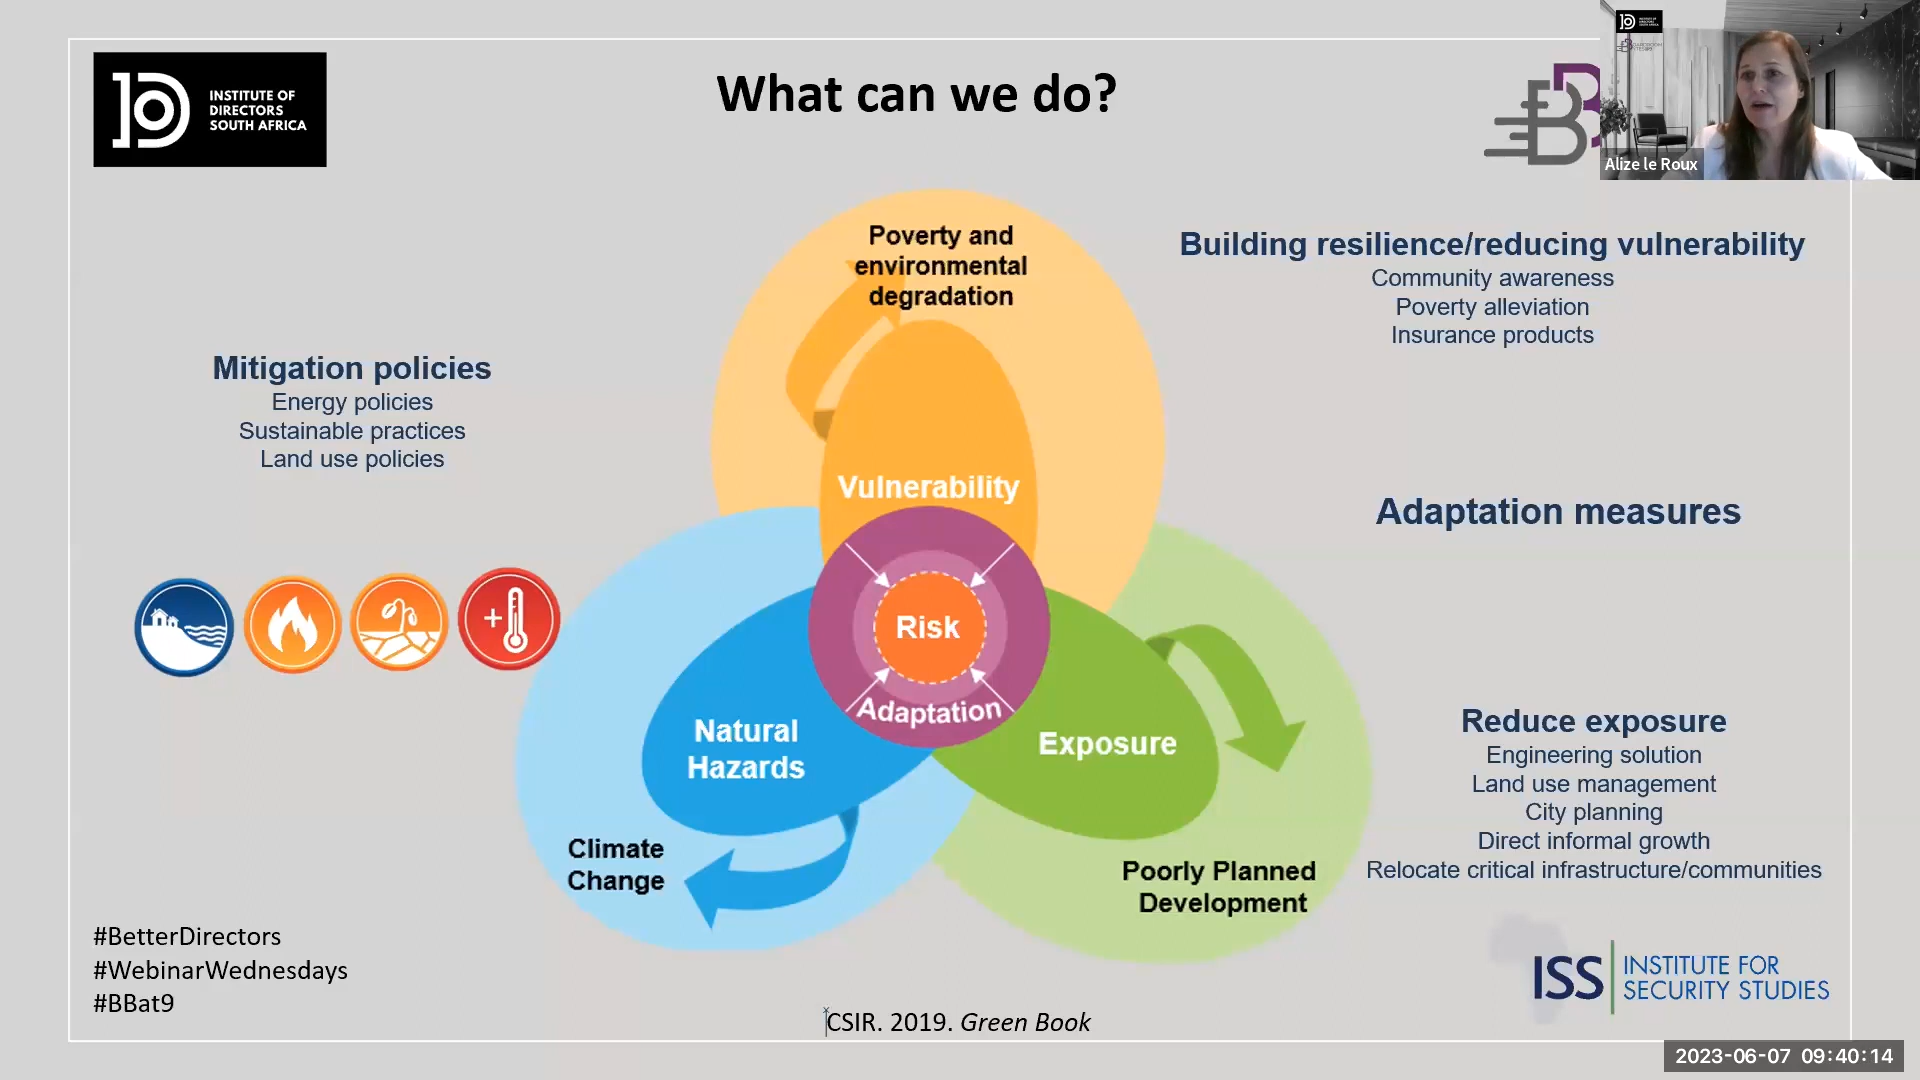 INSTITUTE OF
DIRECTORS
SOUTH AFRICA
What can we do?
Alize le Roux
Poverty and
environmental
degradation
Building resilience/reducing vulnerability
Community awareness
Poverty alleviation
Insurance products
Mitigation policies
Energy policies
Sustainable practices
Land use policies
Vulnerability
Adaptation measures
Risk
Adaptation
Natural
Hazards
Exposure
Reduce exposure
Engineering solution
Land use management
City planning
Direct informal growth
Relocate critical infrastructure/communities
Climate
Change
Poorly Planned
Development
#BetterDirectors
#WebinarWednesdays
#BBat9
ISS
INSTITUTE FOR
SECURITY STUDIES
CSIR. 2019. Green Book
2023-06-07 09:40:14